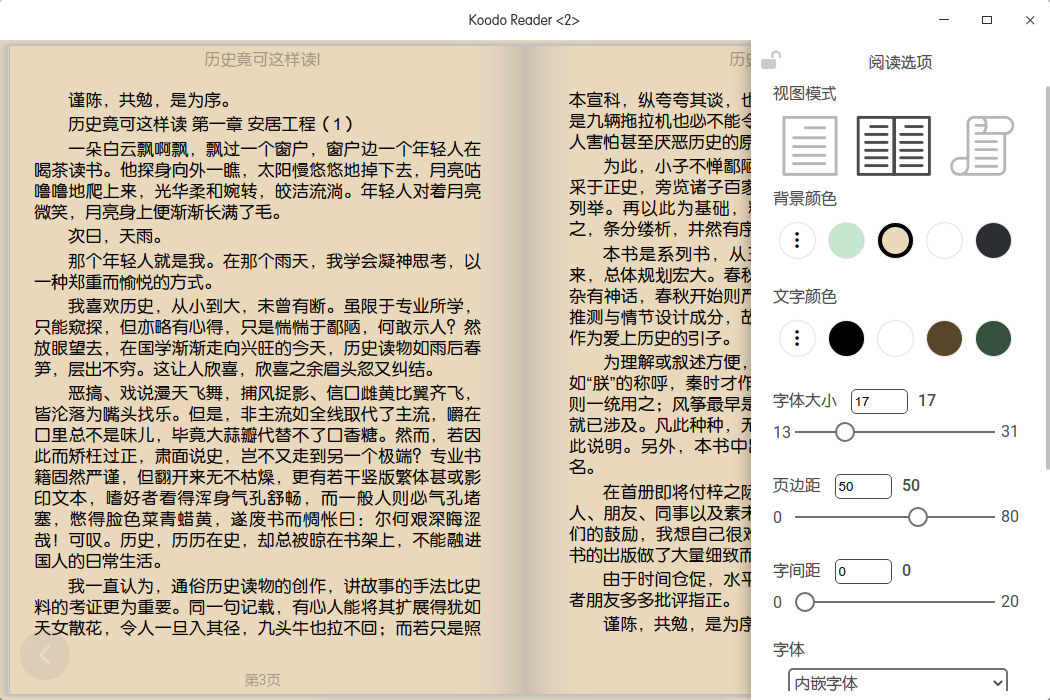 Koodo Reader <2>
历史竟可这样读I
谨陈，共勉，是为序。
历史竟可这样读 第一章 安居工程（1）
一朵白云飘啊飘，飘过一个窗户，窗户边一个年轻人在
喝茶读书。他探身向外一瞧，太阳慢悠悠地掉下去，月亮咕
噜噜地爬上来，光华柔和婉转，皎洁流淌。年轻人对着月亮
微笑，月亮身上便渐渐长满了毛。
次日，天雨。
那个年轻人就是我。在那个雨天，我学会凝神思考，以
一种郑重而愉悦的方式。
我喜欢历史，从小到大，未曾有断。虽限于专业所学，
只能窥探，但亦略有心得，只是惴惴于鄙陋，何敢示人？然
放眼望去，在国学渐渐走向兴旺的今天，历史读物如雨后春
笋，层出不穷。这让人欣喜，欣喜之余眉头忽又纠结。
恶搞、戏说漫天飞舞，捕风捉影、信口雌黄比翼齐飞，
皆沦落为嘴头找乐。但是，非主流如全线取代了主流，嚼在
口里总不是味儿，毕竟大蒜瓣代替不了口香糖。然而，若因
此而矫枉过正，肃面说史，岂不又走到另一个极端？专业书
籍固然严谨，但翻开来无不枯燥，更有若干竖版繁体甚或影
印文本，嗜好者看得浑身气孔舒畅，而一般人则必气孔堵
塞，憋得脸色菜青蜡黄，遂废书而惆怅曰：尔何艰深晦涩
哉！可叹。历史，历历在史，却总被晾在书架上，不能融进
国人的日常生活。
我一直认为，通俗历史读物的创作，讲故事的手法比史
料的考证更为重要。同一句记载，有心人能将其扩展得犹如
天女散花，令人一旦入其径，九头牛也拉不回；而若只是照
第3页
历史
本宣科，纵夸夸其谈，也
是九辆拖拉机也必不能令
人害怕甚至厌恶历史的原
为此，小子不惮鄙陋
采于正史，旁览诸子百家
列举。再以此为基础，
之，条分缕析，井然有序
本书是系列书，从三
来，总体规划宏大。春秋
杂有神话，春秋开始则严
推测与情节设计成分，故
作为爱上历史的引子。
为理解或叙述方便，
如“朕”的称呼，秦时才作
则一统用之；风筝最早是
就已涉及。凡此种种，无
此说明。另外，本书中出
名。
在首册即将付梓之际
人、朋友、同事以及素未
们的鼓励，我想自己很难
书的出版做了大量细致而
由于时间仓促，水平
者朋友多多批评指正。
谨陈，共勉，是为序
阅读选项
视图模式
背景颜色
文字颜色
字体大小 17 17
13 31
页边距 50 50
0 80
字间距 0 0
0 20
字体
内嵌字体